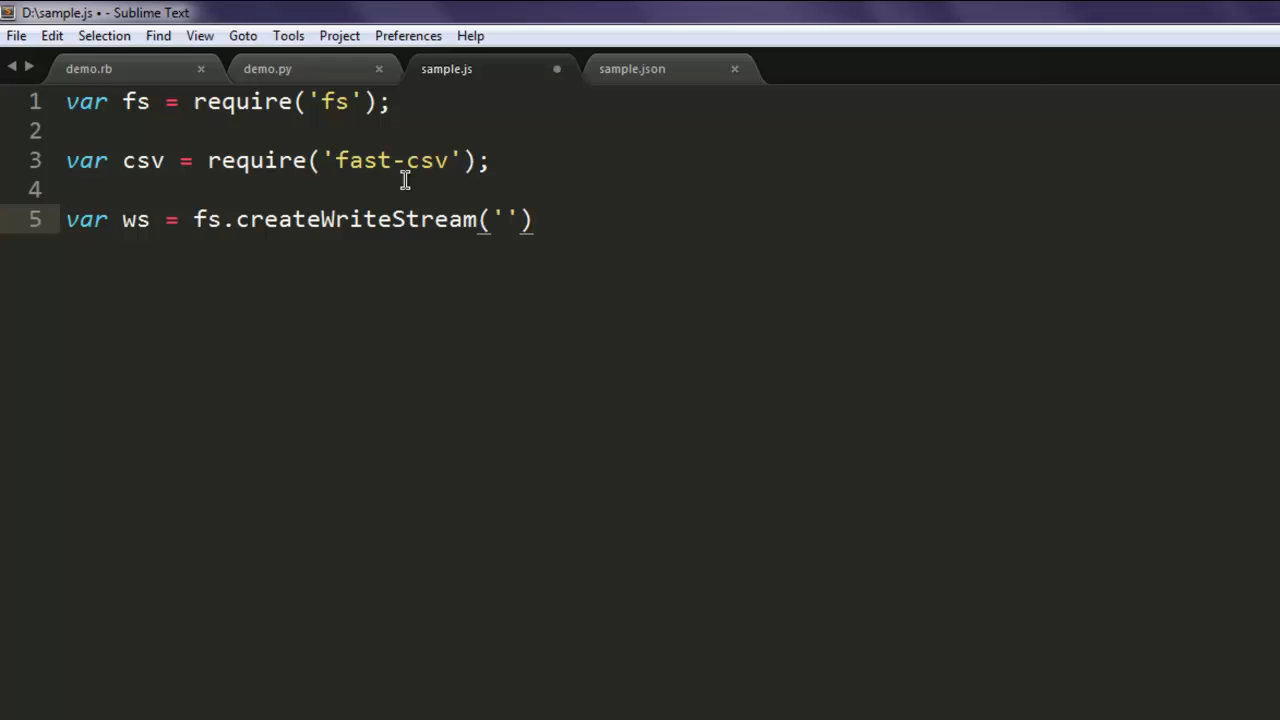 D:\sample.js • - Sublime Text
File Edit Selection Find View Goto Tools Project Preferences Help
demo.rb × demo.py × sample.js sample.json ×
1 var fs = require('fs');
2
3 var csv = require('fast-csv');
4
5 var ws = fs.createWriteStream('')